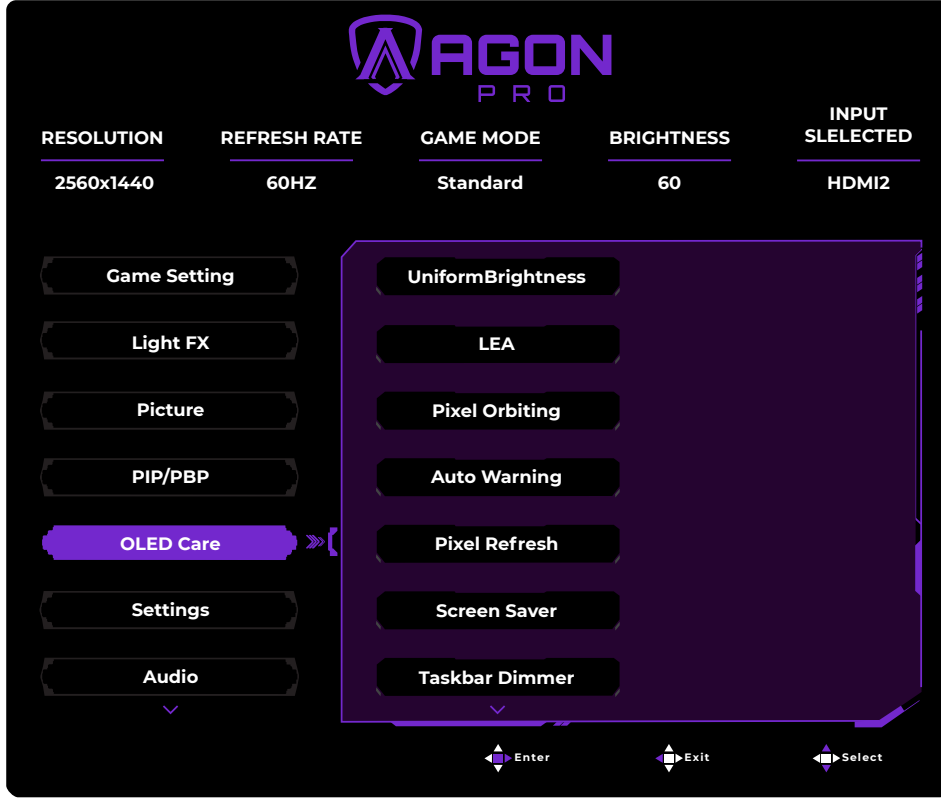 AGON
PRO
RESOLUTION
REFRESH RATE
GAME MODE
BRIGHTNESS
INPUT
SLELECTED
2560x1440
60HZ
Standard
60
HDMI2
Game Setting
Light FX
Picture
PIP/PBP
OLED Care
Settings
Audio
UniformBrightness
LEA
Pixel Orbiting
Auto Warning
Pixel Refresh
Screen Saver
Taskbar Dimmer
Enter
Exit
Select